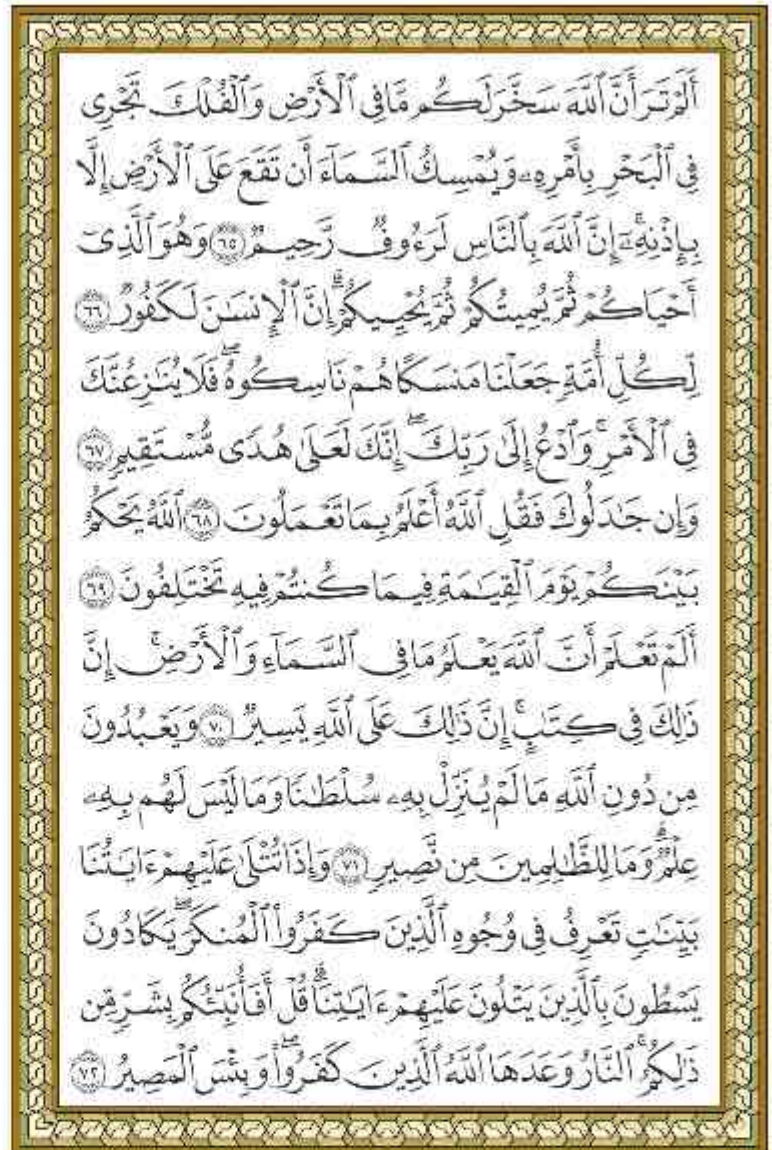 أَلَمْ تَرَ أَنَّ ٱللَّهَ سَخَّرَ لَكُم مَّا فِى ٱلْأَرْضِ وَٱلْفُلْكَ تَجْرِى
فِى ٱلْبَحْرِ بِأَمْرِهِۦ وَيُمْسِكُ ٱلسَّمَآءَ أَن تَقَعَ عَلَى ٱلْأَرْضِ إِلَّا
بِإِذْنِهِۦٓ ۗ إِنَّ ٱللَّهَ بِٱلنَّاسِ لَرَءُوفٌ رَّحِيمٌ ٦٥ وَهُوَ ٱلَّذِىٓ
أَحْيَاكُمْ ثُمَّ يُمِيتُكُمْ ثُمَّ يُحْيِيكُمْ ۗ إِنَّ ٱلْإِنسَٰنَ لَكَفُورٌ ٦٦
لِّكُلِّ أُمَّةٍ جَعَلْنَا مَنسَكًا هُمْ نَاسِكُوهُ ۖ فَلَا يُنَٰزِعُنَّكَ
فِى ٱلْأَمْرِ ۚ وَٱدْعُ إِلَىٰ رَبِّكَ ۖ إِنَّكَ لَعَلَىٰ هُدًى مُّسْتَقِيمٍ ٦٧
وَإِن جَٰدَلُوكَ فَقُلِ ٱللَّهُ أَعْلَمُ بِمَا تَعْمَلُونَ ٦٨ ٱللَّهُ يَحْكُمُ
بَيْنَكُمْ يَوْمَ ٱلْقِيَٰمَةِ فِيمَا كُنتُمْ فِيهِ تَخْتَلِفُونَ ٦٩
أَلَمْ تَعْلَمْ أَنَّ ٱللَّهَ يَعْلَمُ مَا فِى ٱلسَّمَآءِ وَٱلْأَرْضِ ۗ إِنَّ
ذَٰلِكَ فِى كِتَٰبٍ ۚ إِنَّ ذَٰلِكَ عَلَى ٱللَّهِ يَسِيرٌ ٧٠ وَيَعْبُدُونَ
مِن دُونِ ٱللَّهِ مَا لَمْ يُنَزِّلْ بِهِۦ سُلْطَٰنًا وَمَا لَيْسَ لَهُم بِهِۦ
عِلْمٌ ۗ وَمَا لِلظَّٰلِمِينَ مِن نَّصِيرٍ ٧١ وَإِذَا تُتْلَىٰ عَلَيْهِمْ ءَايَٰتُنَا
بَيِّنَٰتٍ تَعْرِفُ فِى وُجُوهِ ٱلَّذِينَ كَفَرُوا۟ ٱلْمُنكَرَ ۖ يَكَادُونَ
يَسْطُونَ بِٱلَّذِينَ يَتْلُونَ عَلَيْهِمْ ءَايَٰتِنَا ۗ قُلْ أَفَأُنَبِّئُكُم بِشَرٍّ مِّن
ذَٰلِكُمُ ۗ ٱلنَّارُ وَعَدَهَا ٱللَّهُ ٱلَّذِينَ كَفَرُوا۟ ۖ وَبِئْسَ ٱلْمَصِيرُ ٧٢